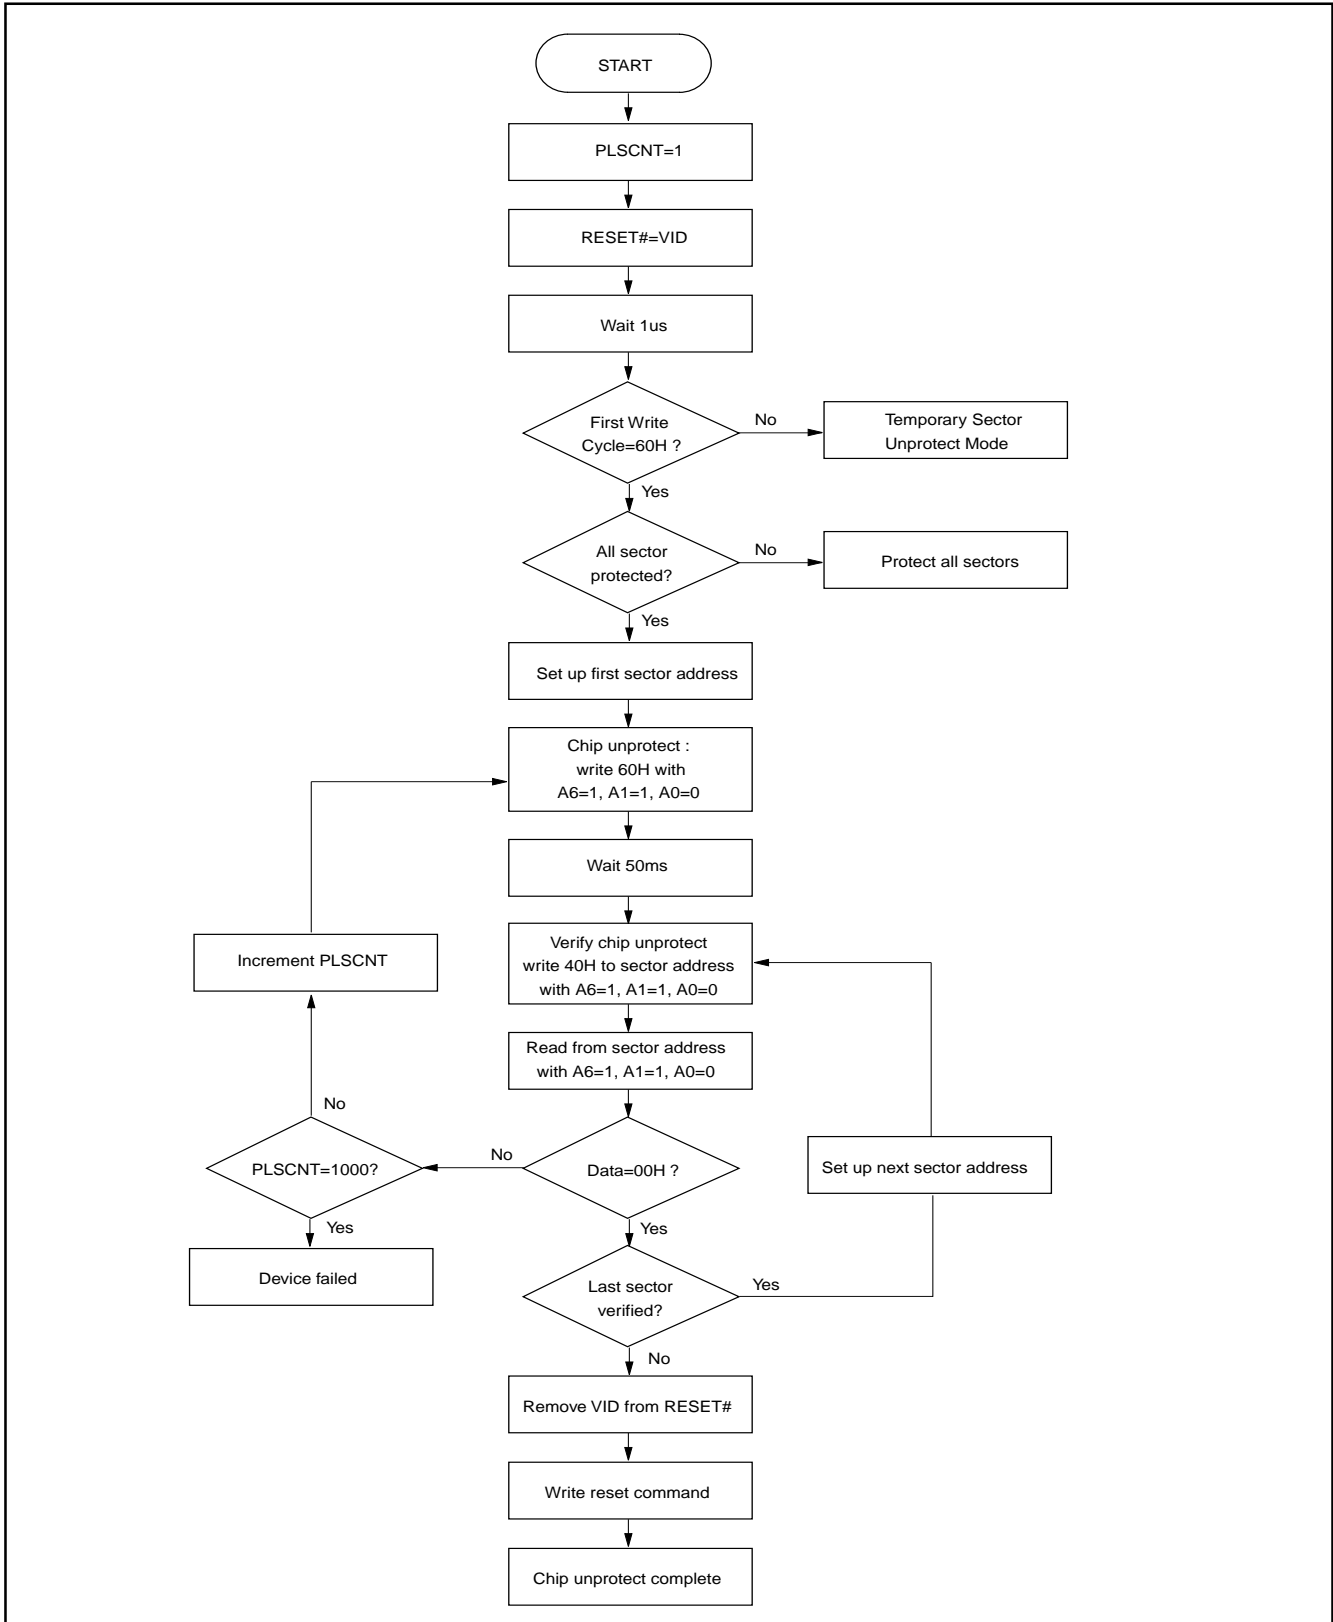 START
PLSCNT=1
RESET#=VID
Wait 1us
First Write
Cycle=60H ?
No
Temporary Sector
Unprotect Mode
Yes
All sector
protected?
No
Protect all sectors
Yes
Set up first sector address
Chip unprotect :
write 60H with
A6=1, A1=1, A0=0
Wait 50ms
Increment PLSCNT
Verify chip unprotect
write 40H to sector address
with A6=1, A1=1, A0=0
Read from sector address
with A6=1, A1=1, A0=0
No
PLSCNT=1000?
No
Data=00H ?
Set up next sector address
Yes
Yes
Device failed
Last sector
verified?
Yes
No
Remove VID from RESET#
Write reset command
Chip unprotect complete